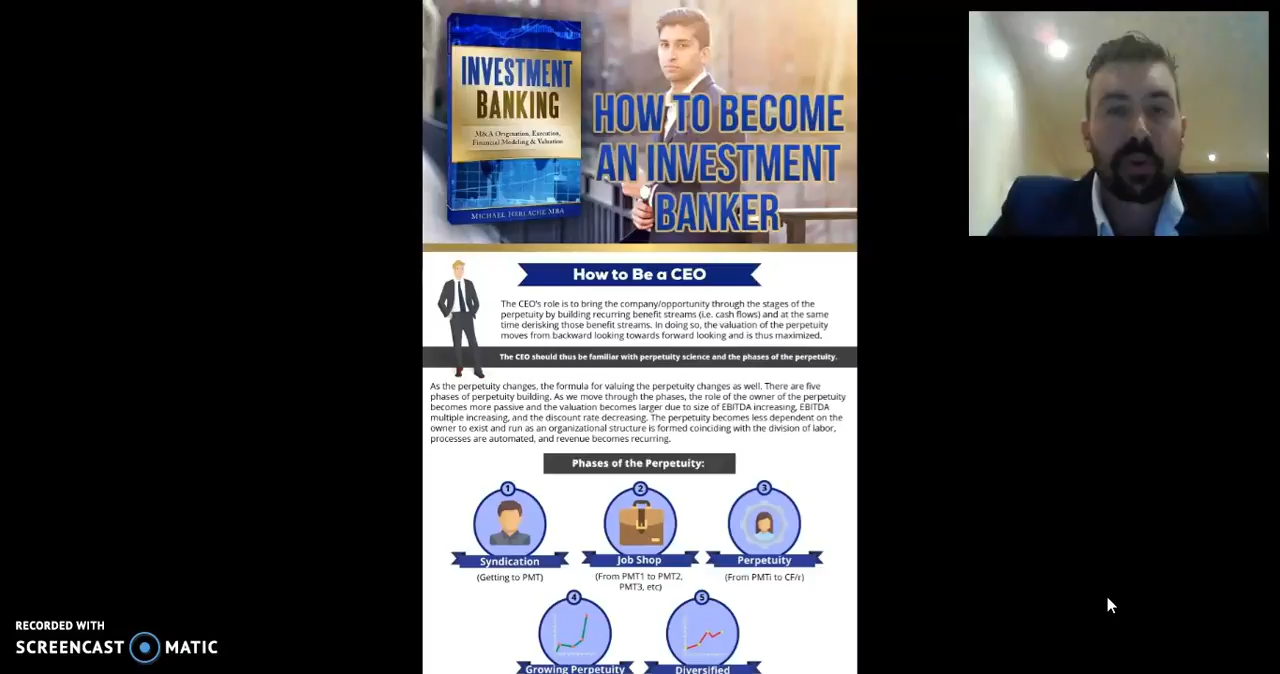 INVESTMENT
BANKING
M&A Origination, Execution,
Financial Modeling & Valuation
MICHAEL HERLACHE MBA
HOW TO BECOME
AN INVESTMENT
BANKER
How to Be a CEO
The CEO's role is to bring the company/opportunity through the stages of the
perpetuity by building recurring benefit streams (i.e. cash flows) and at the same
time derisking those benefit streams. In doing so, the valuation of the perpetuity
moves from backward looking towards forward looking and is thus maximized.
The CEO should thus be familiar with perpetuity science and the phases of the perpetuity.
As the perpetuity changes, the formula for valuing the perpetuity changes as well. There are five
phases of perpetuity building. As we move through the phases, the role of the owner of the perpetuity
becomes more passive and the valuation becomes larger due to size of EBITDA increasing, EBITDA
multiple increasing, and the discount rate decreasing. The perpetuity becomes less dependent on the
owner to exist and run as an organizational structure is formed coinciding with the division of labor,
processes are automated, and revenue becomes recurring.
Phases of the Perpetuity:
1
Syndication
(Getting to PMT)
2
Job Shop
(From PMT1 to PMT2,
PMT3, etc)
3
Perpetuity
(From PMTi to CF/r)
4
Growing Perpetuity
5
Diversified
RECORDED WITH
SCREENCAST MATIC